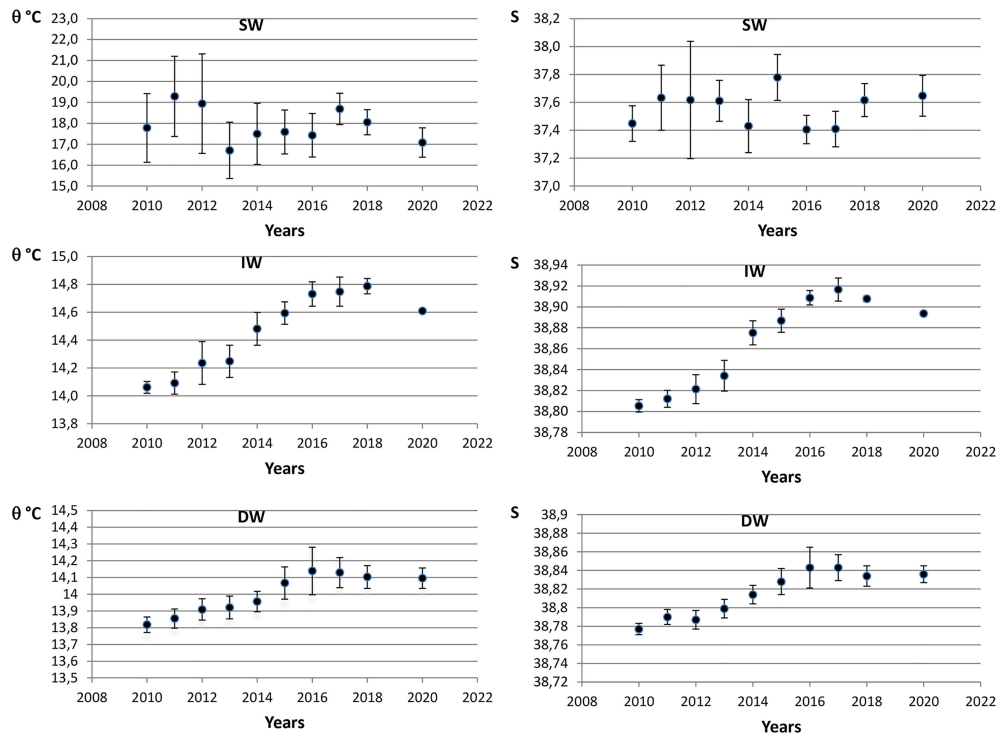 θ °C
SW
23,0
22,0
21,0
20,0
19,0
18,0
17,0
16,0
15,0
2008 2010 2012 2014 2016 2018 2020 2022
Years
S
SW
38,2
38,0
37,8
37,6
37,4
37,2
37,0
2008 2010 2012 2014 2016 2018 2020 2022
Years
θ °C
IW
15,0
14,8
14,6
14,4
14,2
14,0
13,8
2008 2010 2012 2014 2016 2018 2020 2022
Years
S
IW
38,94
38,92
38,90
38,88
38,86
38,84
38,82
38,80
38,78
2008 2010 2012 2014 2016 2018 2020 2022
Years
θ °C
DW
14,5
14,4
14,3
14,2
14,1
14
13,9
13,8
13,7
13,6
13,5
2008 2010 2012 2014 2016 2018 2020 2022
Years
S
DW
38,9
38,88
38,86
38,84
38,82
38,8
38,78
38,76
38,74
38,72
2008 2010 2012 2014 2016 2018 2020 2022
Years